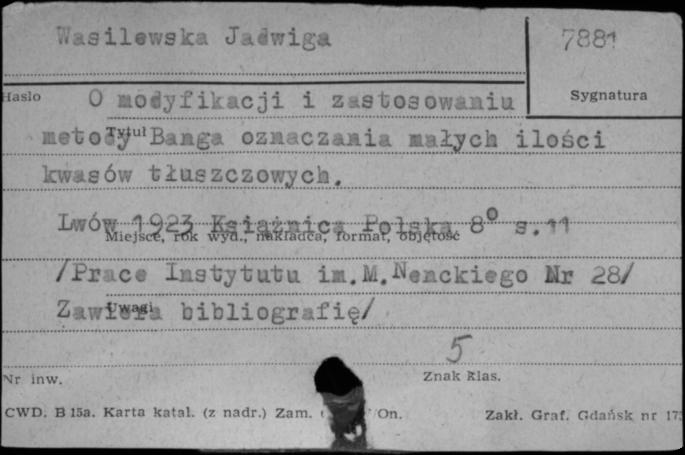 Wasilewska Jadwiga
7881
Hasło
Sygnatura
O modyfikacji i zastosowaniu
Tytuł
metody Banga oznaczania małych ilości
kwasów tłuszczowych.
Lwów 1923 Książnica Polska 8° s.11
Miejsce, rok wyd., nakładca, format, objętość
/Prace Instytutu im.M.Nenckiego Nr 28/
Uwagi
Zawiera bibliografię/
5
Nr inw.
Znak klas.
CWD. B 15a. Karta katal. (z nadr.) Zam. /On.
Zakł. Graf. Gdańsk nr 17